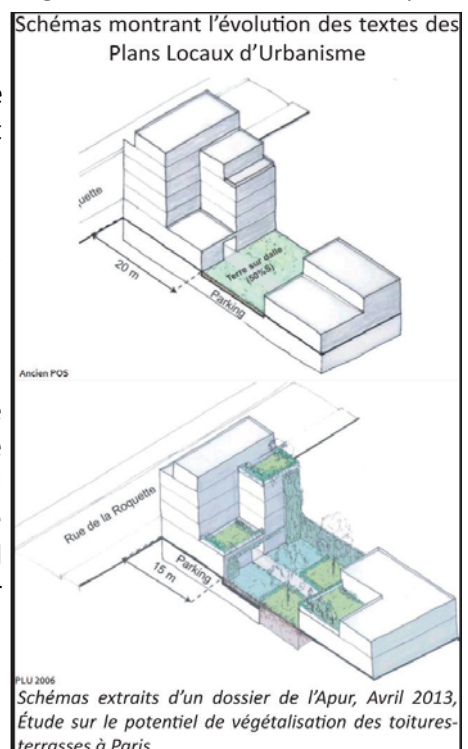 Schémas montrant l'évolution des textes des
Plans Locaux d'Urbanisme
20 m
Parking
Terre sur dalle
(50%S)
Ancien POS
Rue de la Roquette
Parking
15 m
PLU 2006
Schémas extraits d'un dossier de l'Apur, Avril 2013,
Étude sur le potentiel de végétalisation des toitures-
terrasses à Paris